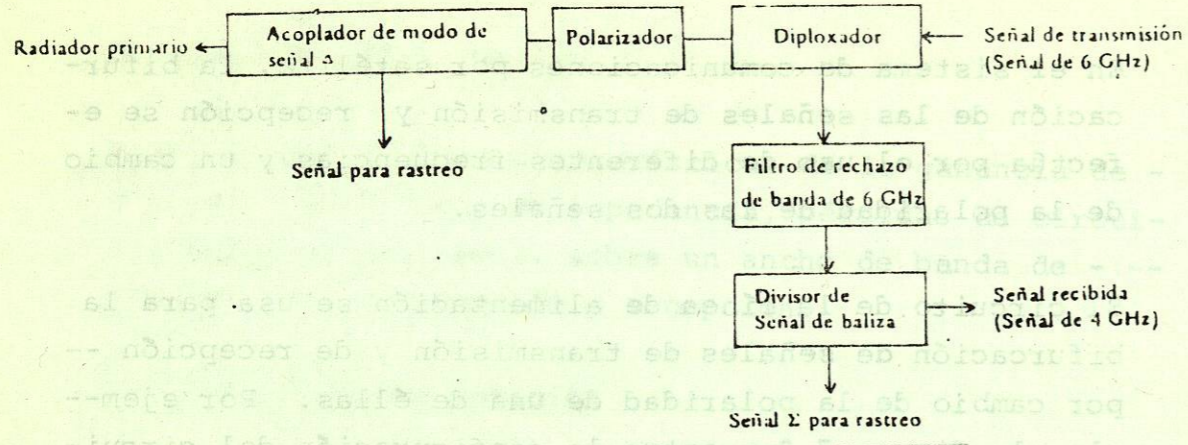 Radiador primario
Acoplador de modo de
señal Δ
Polarizador
Diploxador
Señal de transmisión
(Señal de 6 GHz)
Señal para rastreo
Filtro de rechazo
de banda de 6 GHz
Divisor de
Señal de baliza
Señal recibida
(Señal de 4 GHz)
Señal Σ para rastreo
en el sistema de comunicaciones por satélite, la bifur-
cación de las señales de transmisión y recepción se e-
fectúa por el uso de diferentes frecuencias y un cambio
de la polaridad de las dos señales.
sobre un ancho de banda de
circuito de línea de alimentación se usa para la
bifurcación de señales de transmisión y de recepción --
por cambio de la polaridad de una de éllas. Por ejem--